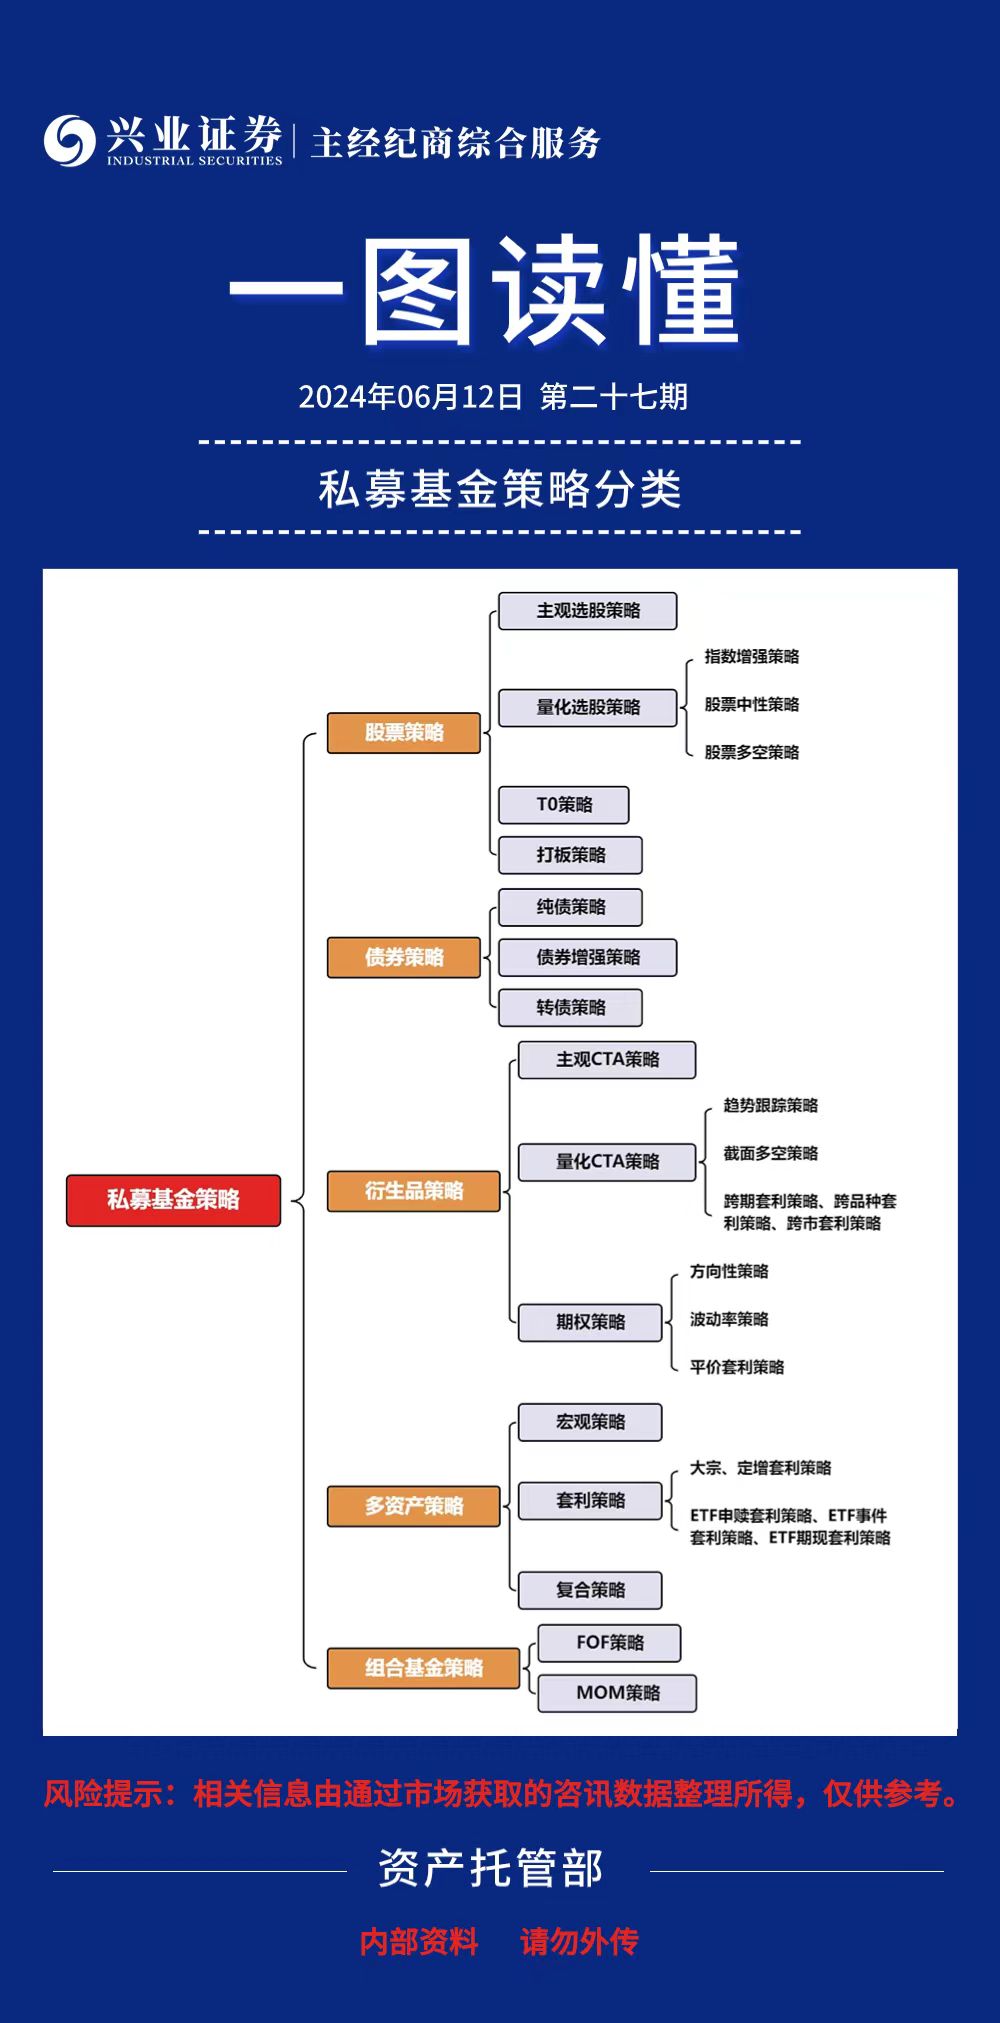 兴业证券
INDUSTRIAL SECURITIES
主经纪商综合服务
一图读懂
2024年06月12日 第二十七期
私募基金策略分类
私募基金策略
股票策略
主观选股策略
量化选股策略
指数增强策略
股票中性策略
股票多空策略
T0策略
打板策略
债券策略
纯债策略
债券增强策略
转债策略
衍生品策略
主观CTA策略
量化CTA策略
趋势跟踪策略
截面多空策略
跨期套利策略、跨品种套
利策略、跨市套利策略
期权策略
方向性策略
波动率策略
平价套利策略
多资产策略
宏观策略
套利策略
大宗、定增套利策略
ETF申赎套利策略、ETF事件
套利策略、ETF期现套利策略
复合策略
组合基金策略
FOF策略
MOM策略
风险提示：相关信息由通过市场获取的咨讯数据整理所得，仅供参考。
资产托管部
内部资料 请勿外传